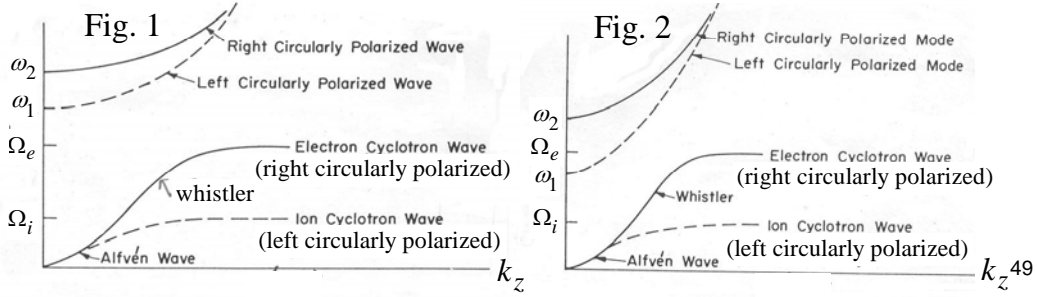 Fig. 1
Right Circularly Polarized Wave
ω2
Left Circularly Polarized Wave
ω1
Ωe
Electron Cyclotron Wave
(right circularly polarized)
whistler
Ωi
Ion Cyclotron Wave
(left circularly polarized)
Alfvén Wave
kz
Fig. 2
Right Circularly Polarized Mode
Left Circularly Polarized Mode
ω2
Ωe
Electron Cyclotron Wave
ω1
(right circularly polarized)
Whistler
Ωi
Ion Cyclotron Wave
(left circularly polarized)
Alfvén Wave
kz
49